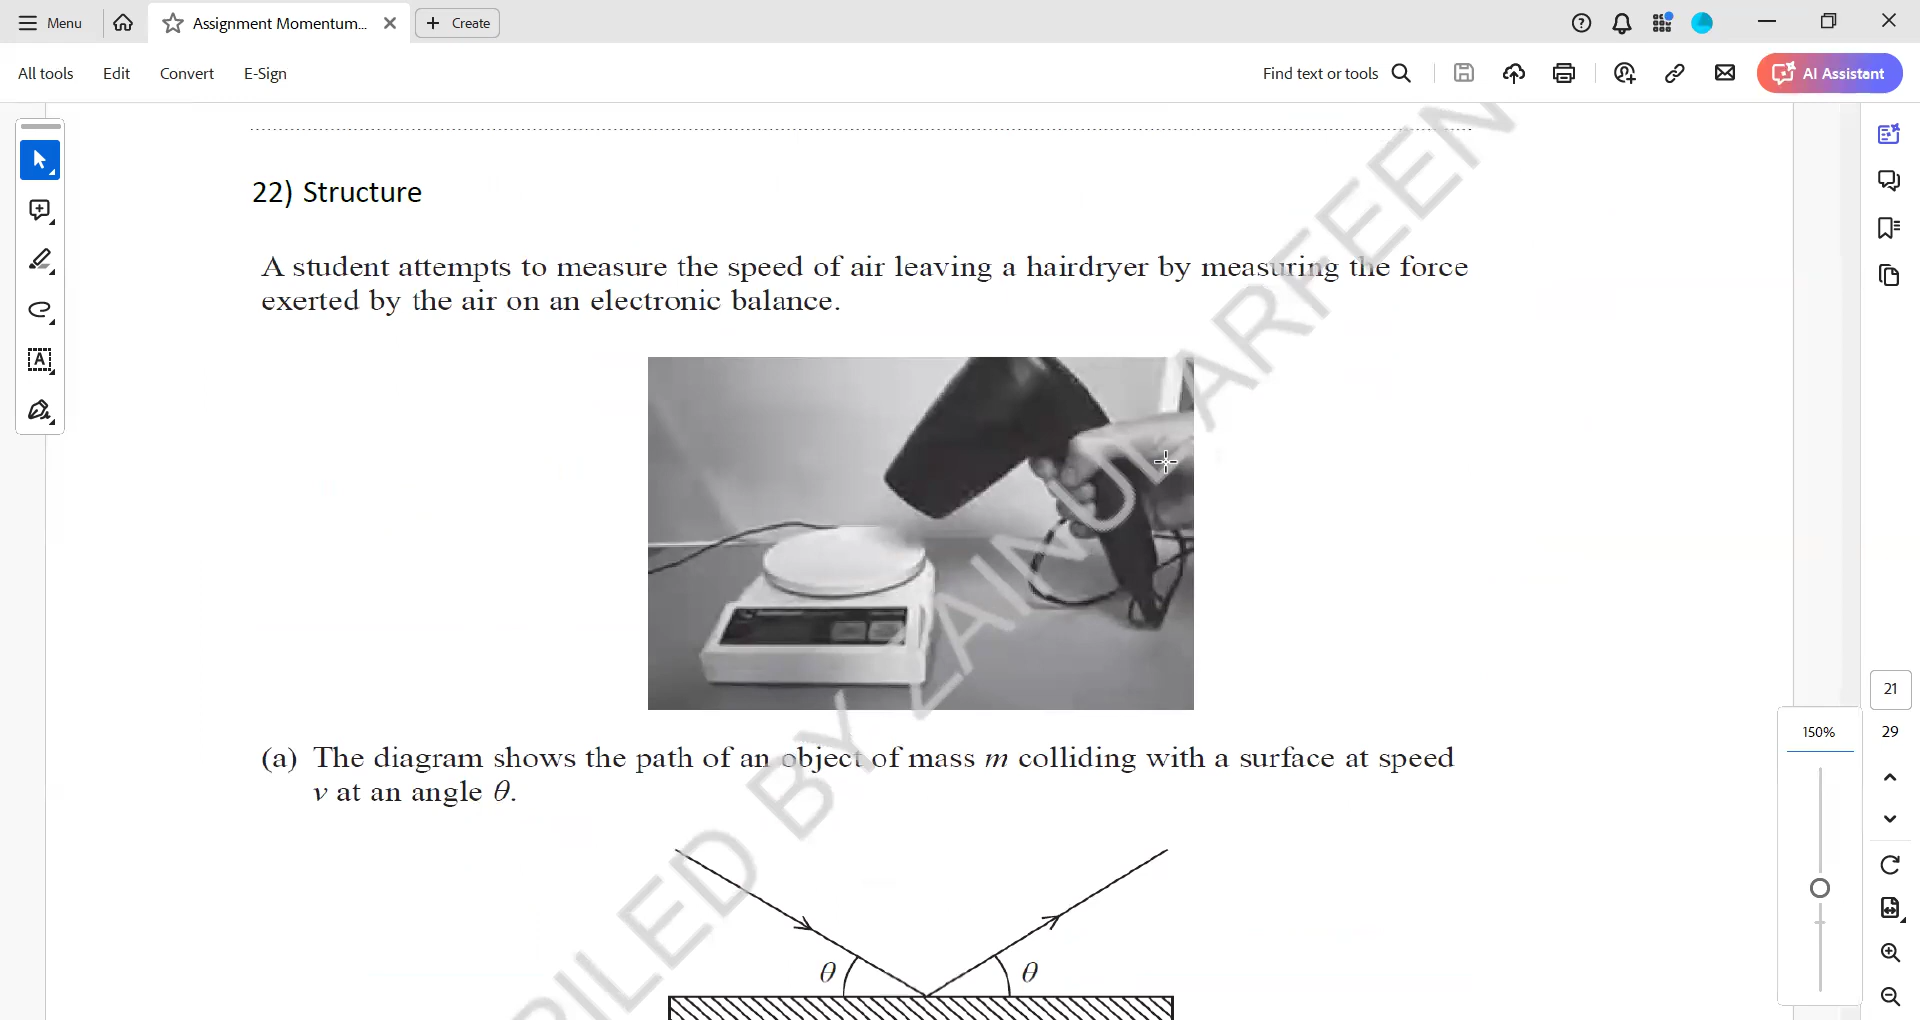 Menu
Assignment Momentum...
Create
All tools
Edit
Convert
E-Sign
Find text or tools
AI Assistant
22) Structure
A student attempts to measure the speed of air leaving a hairdryer by measuring the force
exerted by the air on an electronic balance.
(a) The diagram shows the path of an object of mass m colliding with a surface at speed
v at an angle θ.
θ
θ
PILED BY ZAIN UL ARFEEN
21
150%
29